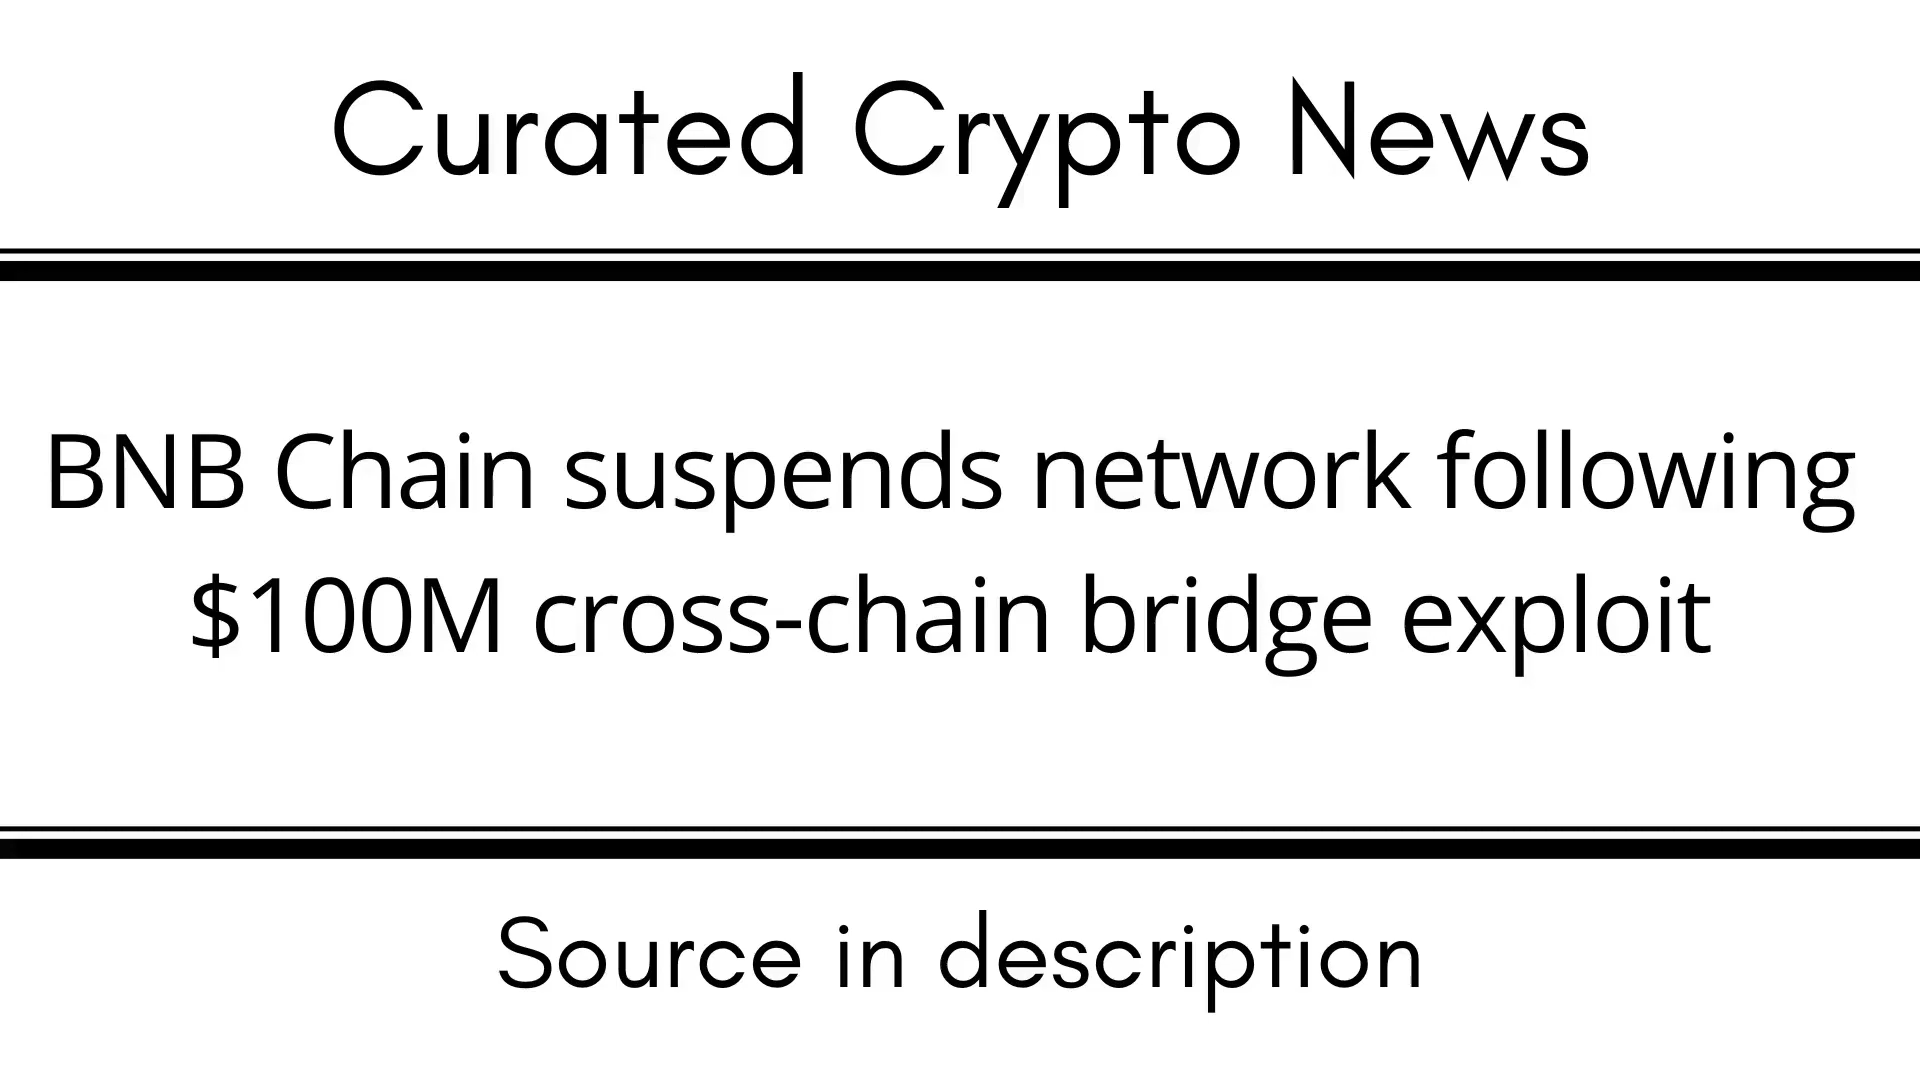 Curated Crypto News
BNB Chain suspends network following
$100M cross-chain bridge exploit
Source in description